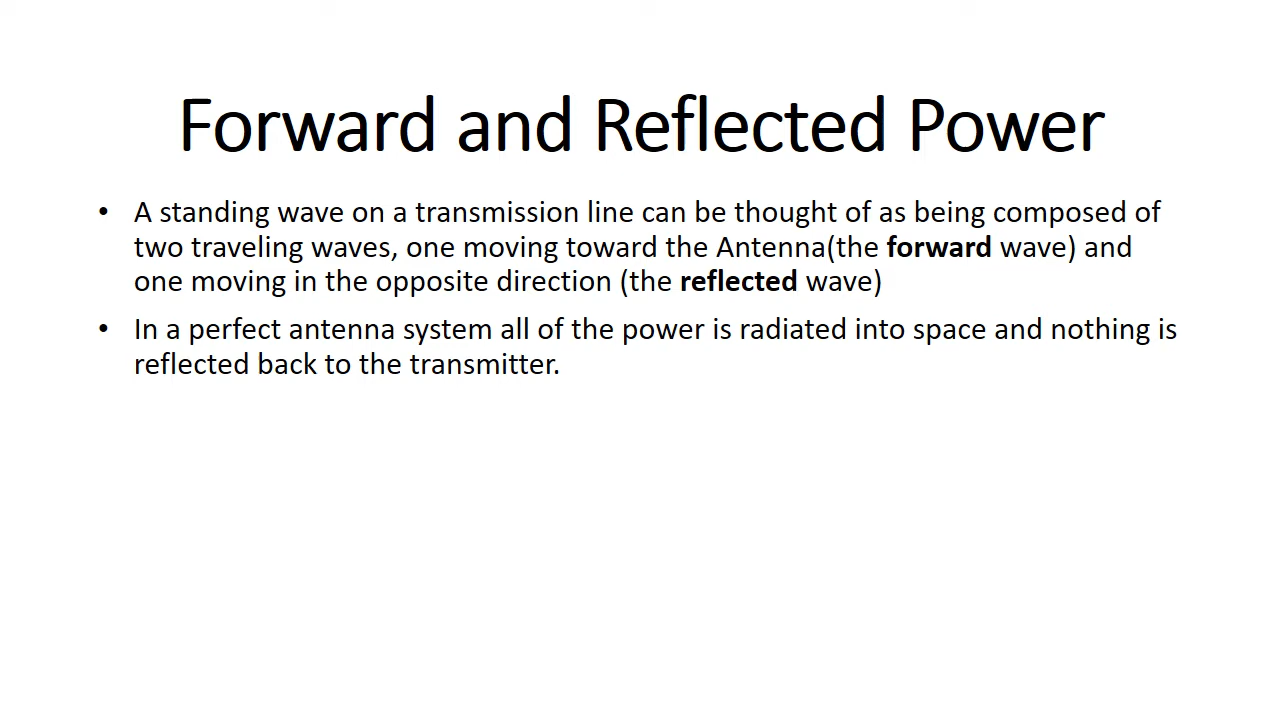 Forward and Reflected Power
• A standing wave on a transmission line can be thought of as being composed of
two traveling waves, one moving toward the Antenna(the forward wave) and
one moving in the opposite direction (the reflected wave)
• In a perfect antenna system all of the power is radiated into space and nothing is
reflected back to the transmitter.